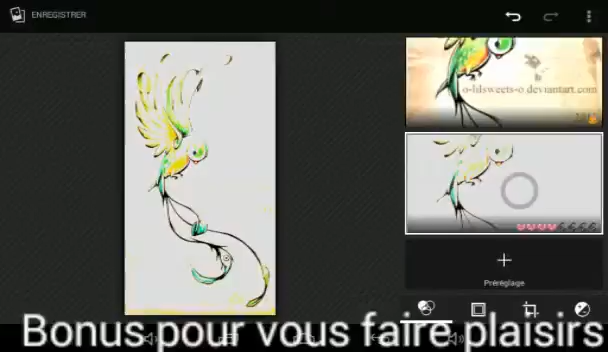 ENREGISTRER
o-lilsweets-o.deviantart.com
Préréglage
Bonus pour vous faire plaisirs